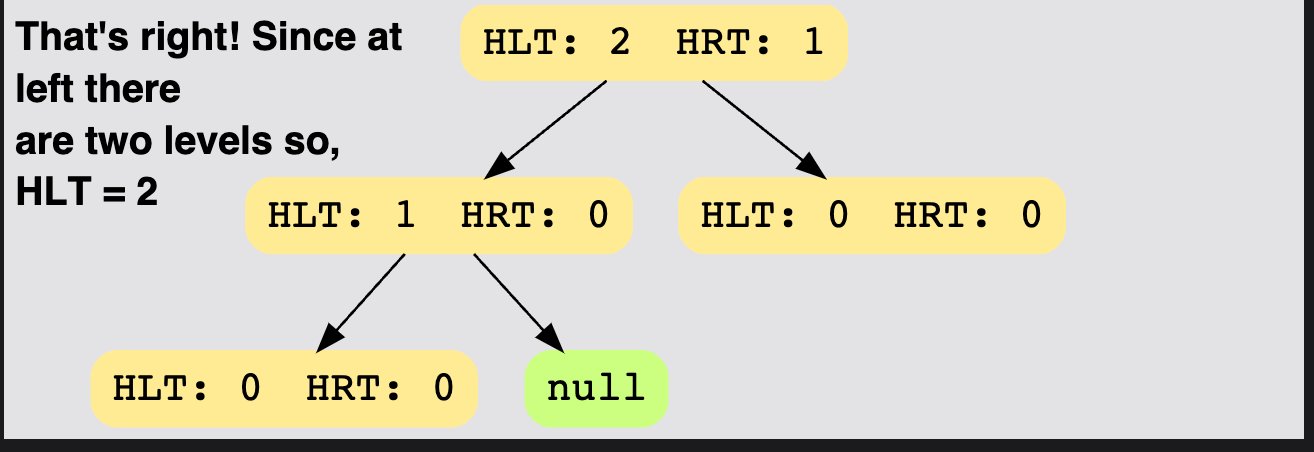 That's right! Since at
left there
are two levels so,
HLT = 2
HLT: 2  HRT: 1
HLT: 1  HRT: 0
HLT: 0  HRT: 0
HLT: 0  HRT: 0
null